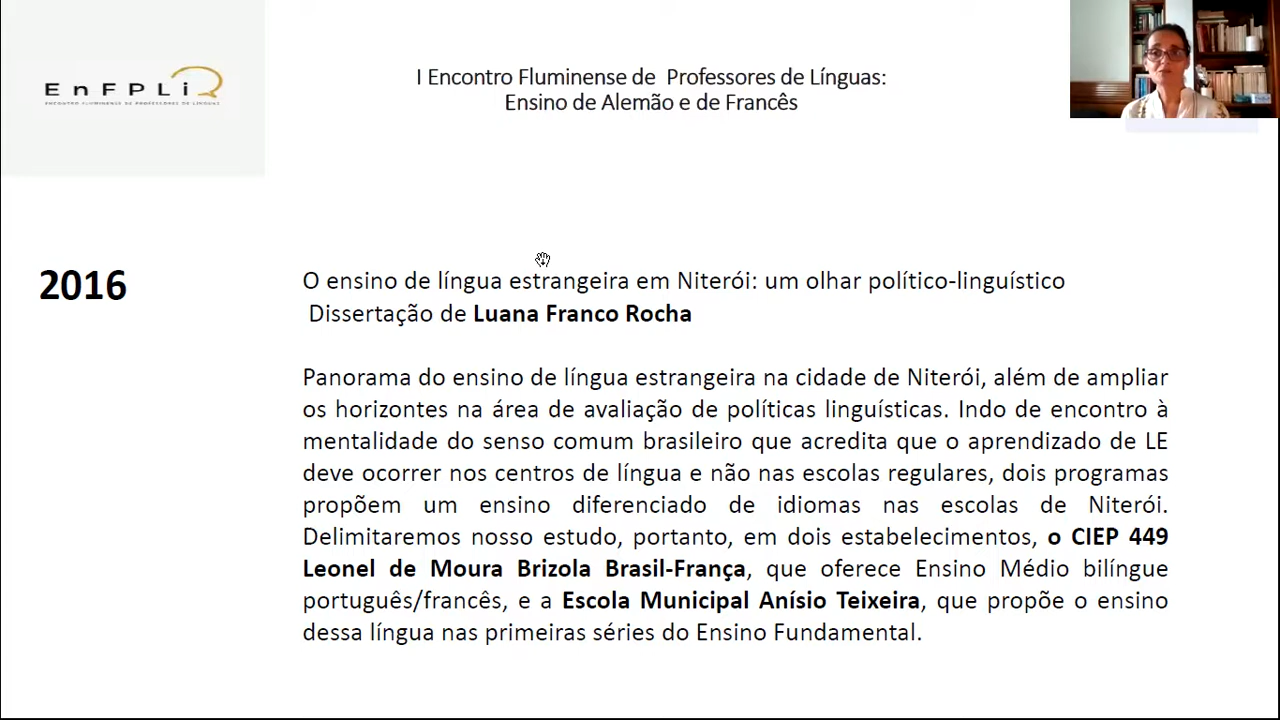 EnFPLi
ENCONTRO FLUMINENSE DE PROFESSORES DE LÍNGUAS
I Encontro Fluminense de Professores de Línguas:
Ensino de Alemão e de Francês
2016
O ensino de língua estrangeira em Niterói: um olhar político-linguístico
Dissertação de Luana Franco Rocha
Panorama do ensino de língua estrangeira na cidade de Niterói, além de ampliar
os horizontes na área de avaliação de políticas linguísticas. Indo de encontro à
mentalidade do senso comum brasileiro que acredita que o aprendizado de LE
deve ocorrer nos centros de língua e não nas escolas regulares, dois programas
propõem um ensino diferenciado de idiomas nas escolas de Niterói.
Delimitaremos nosso estudo, portanto, em dois estabelecimentos, o CIEP 449
Leonel de Moura Brizola Brasil-França, que oferece Ensino Médio bilíngue
português/francês, e a Escola Municipal Anísio Teixeira, que propõe o ensino
dessa língua nas primeiras séries do Ensino Fundamental.